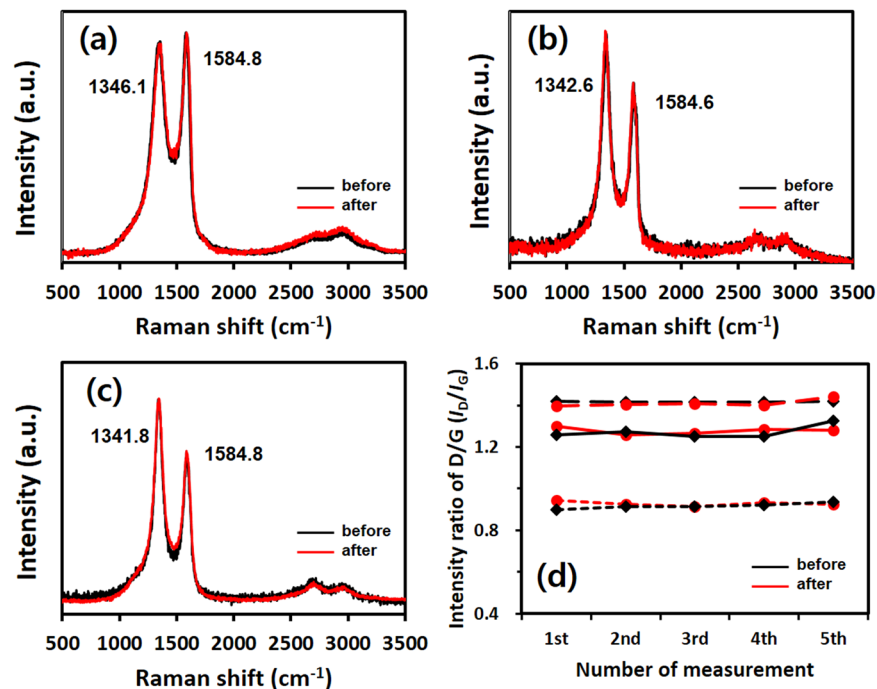 (a)
1346.1
1584.8
before
after
Intensity (a.u.)
500 1000 1500 2000 2500 3000 3500
Raman shift (cm⁻¹)
(b)
1342.6
1584.6
before
after
Intensity (a.u.)
500 1000 1500 2000 2500 3000 3500
Raman shift (cm⁻¹)
(c)
1341.8
1584.8
before
after
Intensity (a.u.)
500 1000 1500 2000 2500 3000 3500
Raman shift (cm⁻¹)
Intensity ratio of D/G (I_D/I_G)
1.6
1.2
0.8
0.4
before
after
(d)
1st 2nd 3rd 4th 5th
Number of measurement